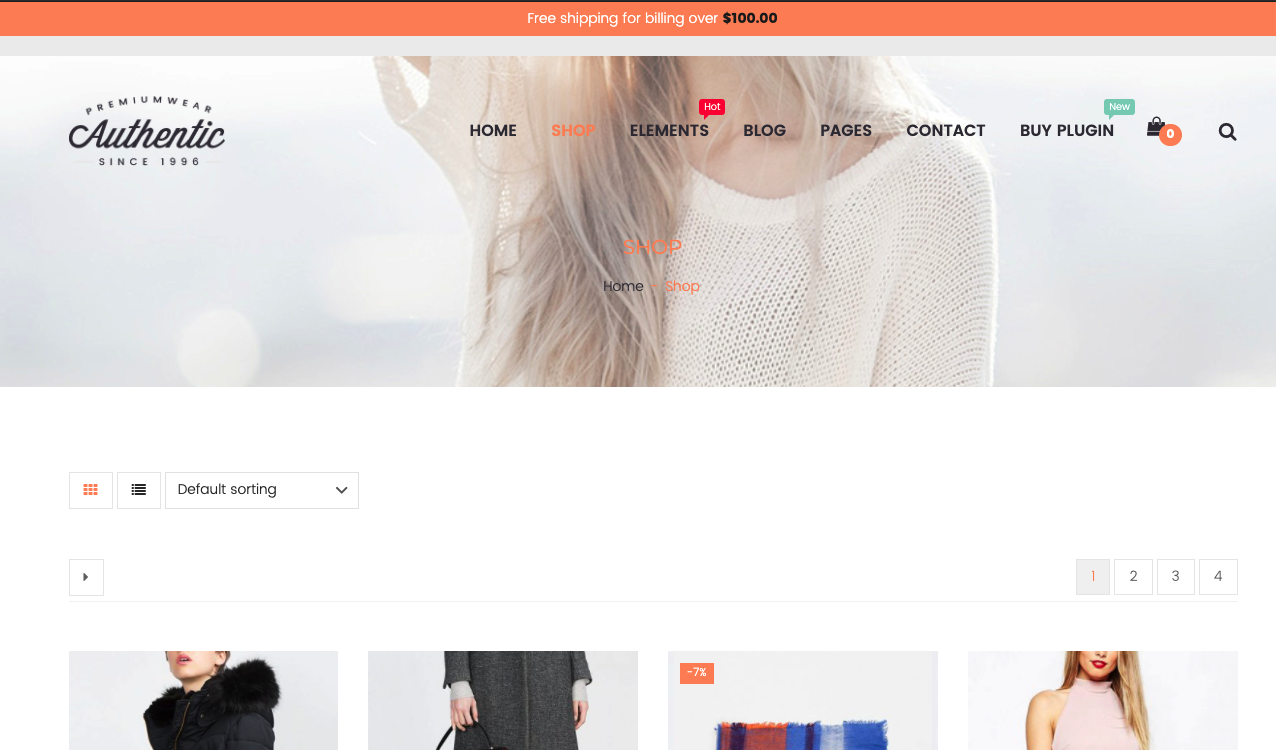 Free shipping for billing over $100.00
PREMIUMWEAR
Authentic
SINCE 1996
Hot
New
HOME SHOP ELEMENTS BLOG PAGES CONTACT BUY PLUGIN 0
SHOP
Home Shop
Default sorting
1 2 3 4
-7%